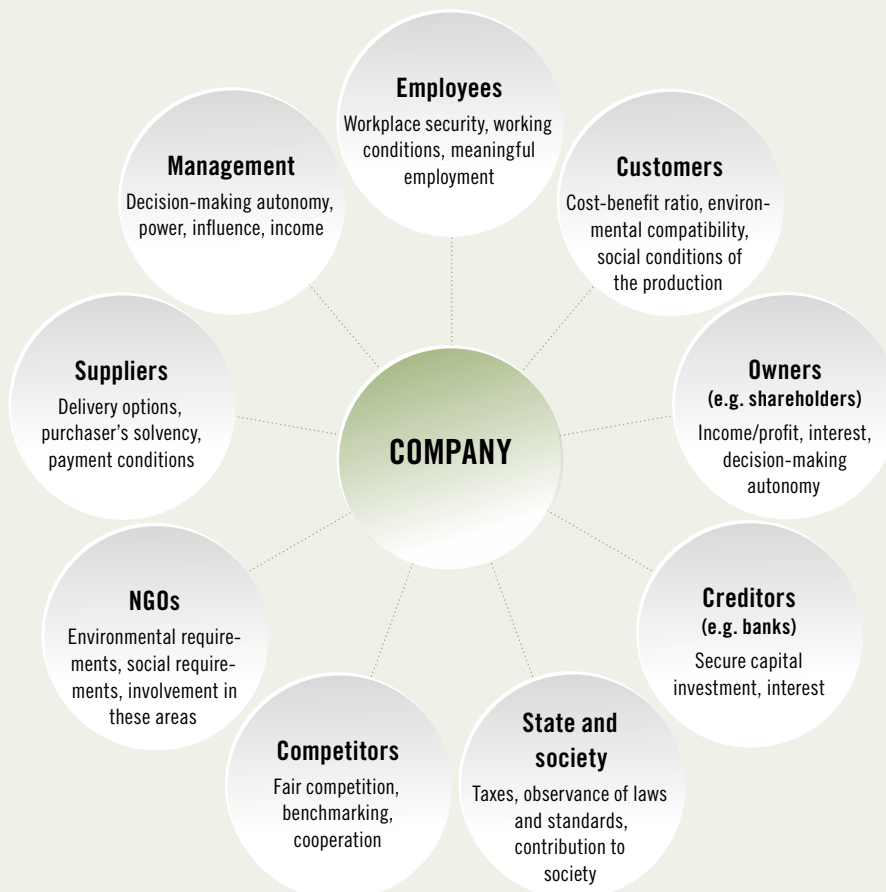 Employees
Workplace security, working
conditions, meaningful
employment
Management
Decision-making autonomy,
power, influence, income
Customers
Cost-benefit ratio, environ-
mental compatibility,
social conditions of
the production
Suppliers
Delivery options,
purchaser’s solvency,
payment conditions
COMPANY
Owners
(e.g. shareholders)
Income/profit, interest,
decision-making
autonomy
NGOs
Environmental require-
ments, social require-
ments, involvement in
these areas
Creditors
(e.g. banks)
Secure capital
investment, interest
Competitors
Fair competition,
benchmarking,
cooperation
State and
society
Taxes, observance of laws
and standards,
contribution to
society